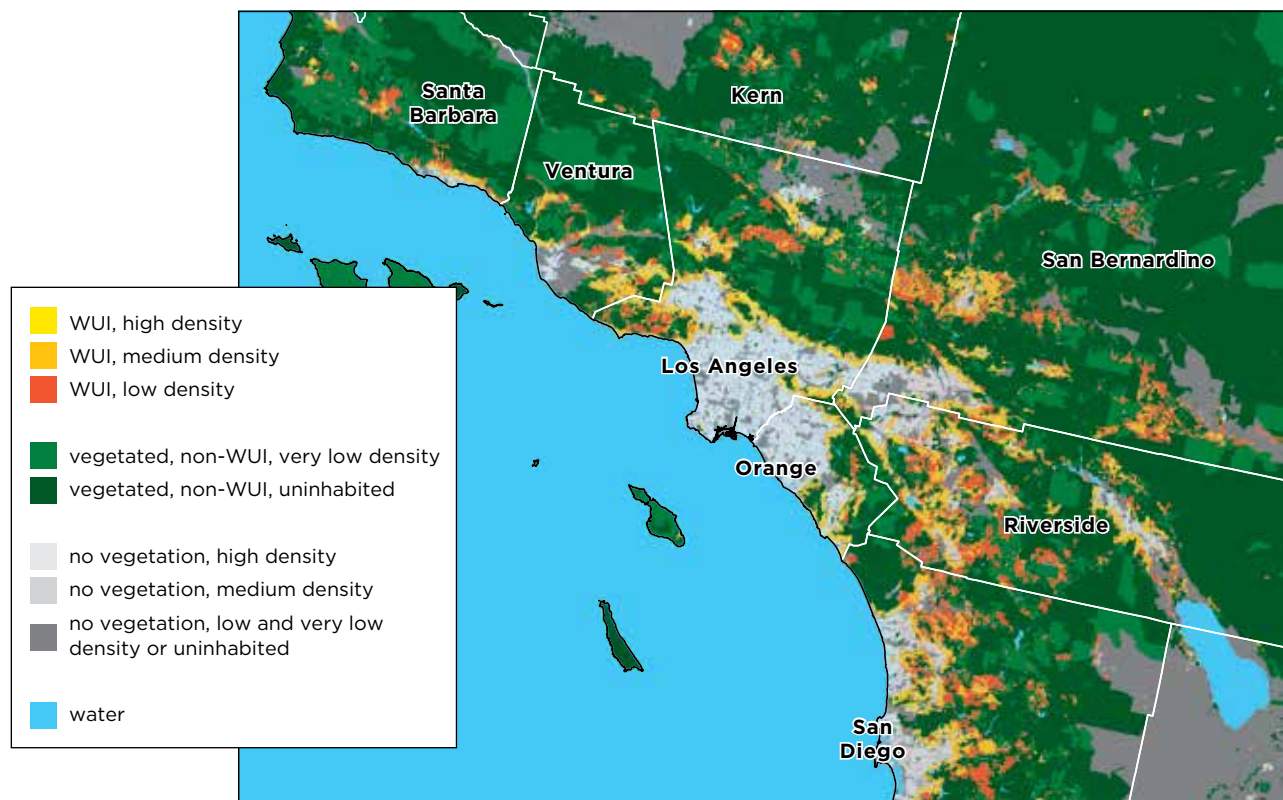 Santa
Barbara
Kern
Ventura
San Bernardino
WUI, high density
WUI, medium density
WUI, low density
Los Angeles
vegetated, non-WUI, very low density
vegetated, non-WUI, uninhabited
Orange
Riverside
no vegetation, high density
no vegetation, medium density
no vegetation, low and very low
density or uninhabited
water
San
Diego